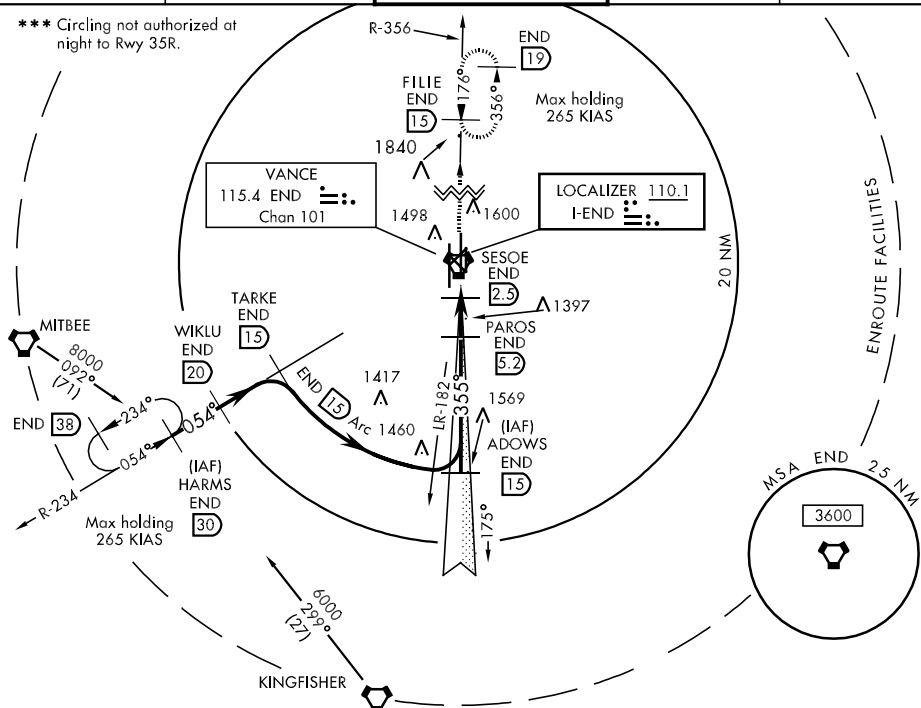 *** Circling not authorized at
night to Rwy 35R.
R-356
END
19
FILIE
END
15
176°
356°
Max holding
265 KIAS
1840
VANCE
115.4 END
Chan 101
1498
1600
LOCALIZER 110.1
I-END
SESOE
END
2.5
1397
20 NM
ENROUTE FACILITIES
TARKE
END
15
WIKLU
END
20
MITBEE
8000
092°
(71)
PAROS
END
5.2
END 15 Arc
1417
1460
LR-182
355°
1569
(IAF)
ADOWS
END
15
END 38
234°
054°
054°
(IAF)
HARMS
END
30
R-234
Max holding
265 KIAS
175°
MSA END 25 NM
3600
6000
299°
(27)
KINGFISHER